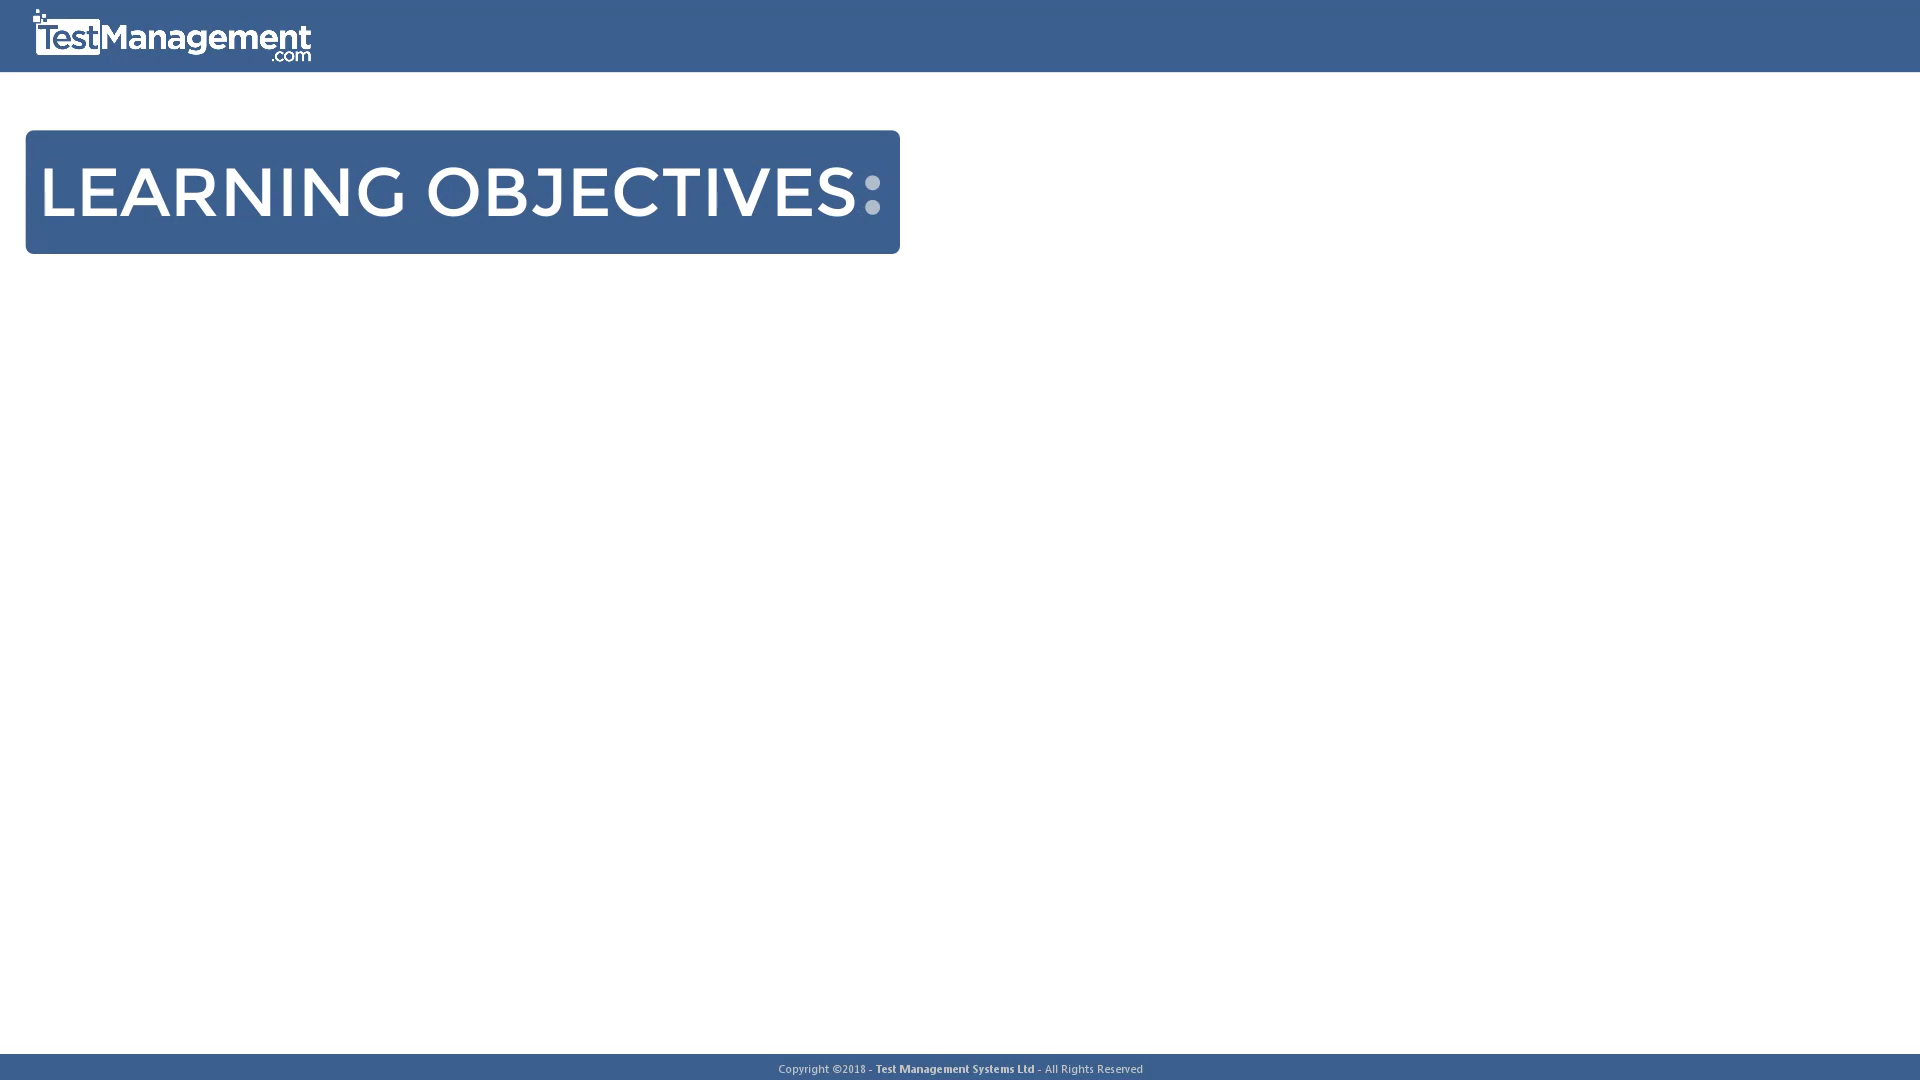 TestManagement
.com
LEARNING OBJECTIVES:
Copyright ©2018 - Test Management Systems Ltd - All Rights Reserved